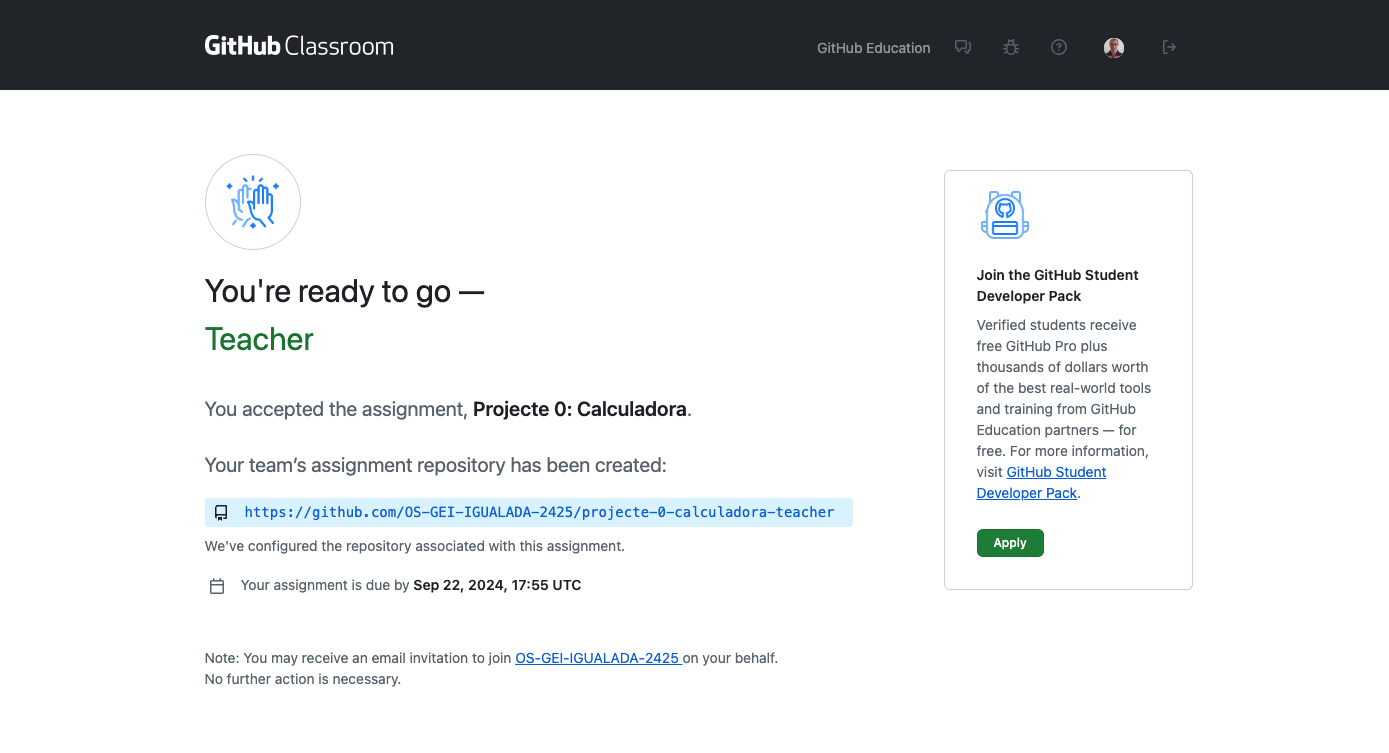 GitHub Classroom
GitHub Education
You're ready to go —
Teacher
You accepted the assignment, Projecte 0: Calculadora.
Your team’s assignment repository has been created:
https://github.com/OS-GEI-IGUALADA-2425/projecte-0-calculadora-teacher
We've configured the repository associated with this assignment.
Your assignment is due by Sep 22, 2024, 17:55 UTC
Note: You may receive an email invitation to join OS-GEI-IGUALADA-2425 on your behalf.
No further action is necessary.
Join the GitHub Student
Developer Pack
Verified students receive
free GitHub Pro plus
thousands of dollars worth
of the best real-world tools
and training from GitHub
Education partners — for
free. For more information,
visit GitHub Student
Developer Pack.
Apply